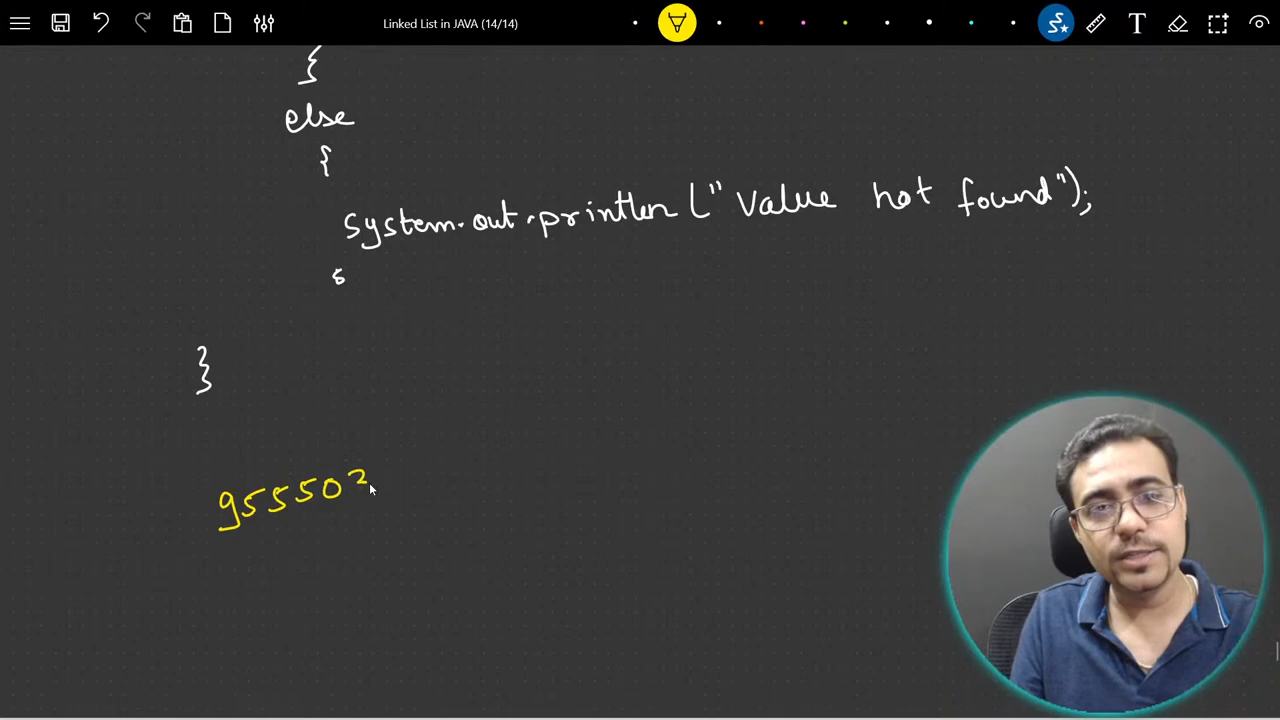 Linked List in JAVA (14/14)
T
}
else
{
system.out.println ("value not found");
}
955502